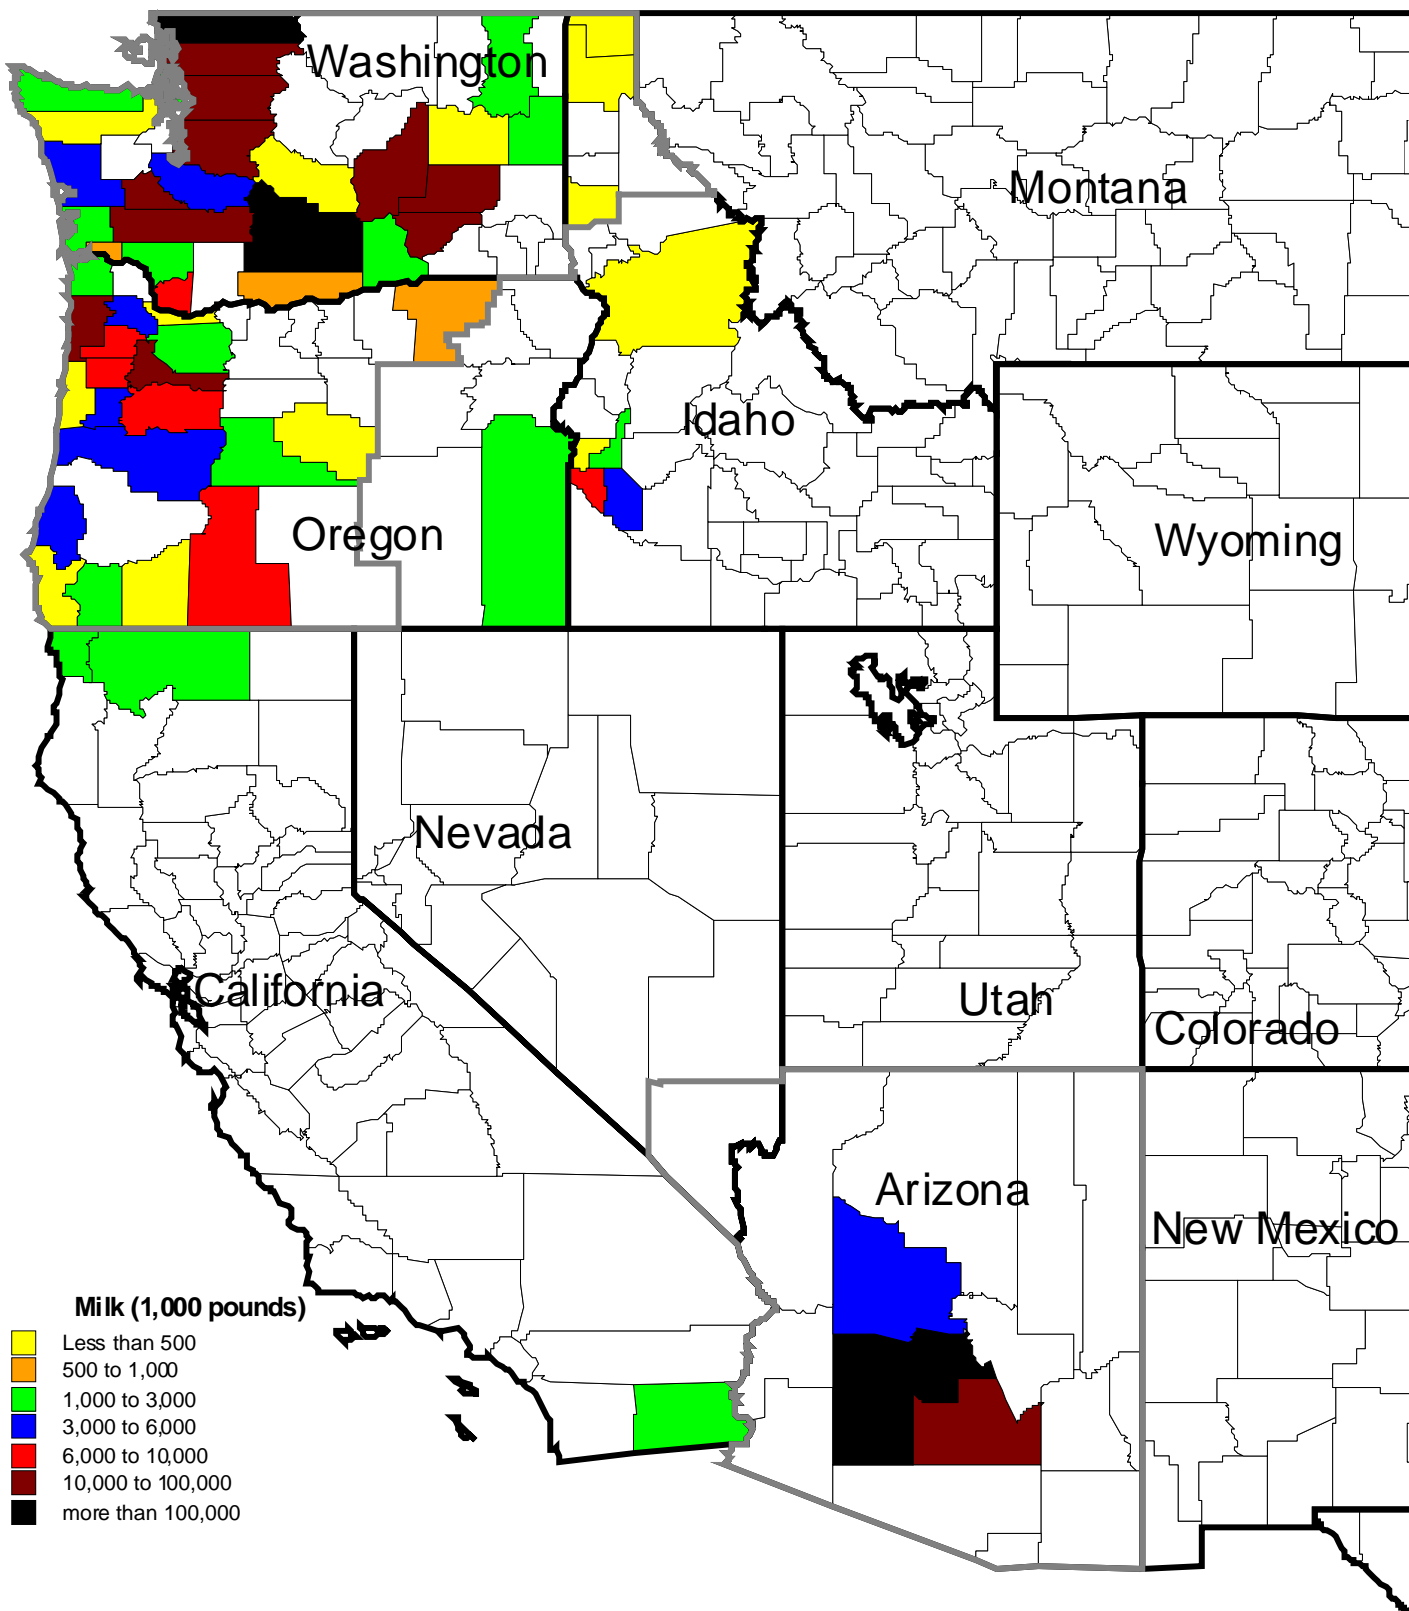 Washington
Montana
Idaho
Oregon
Wyoming
Nevada
California
Utah
Colorado
Arizona
New Mexico
Milk (1,000 pounds)
Less than 500
500 to 1,000
1,000 to 3,000
3,000 to 6,000
6,000 to 10,000
10,000 to 100,000
more than 100,000